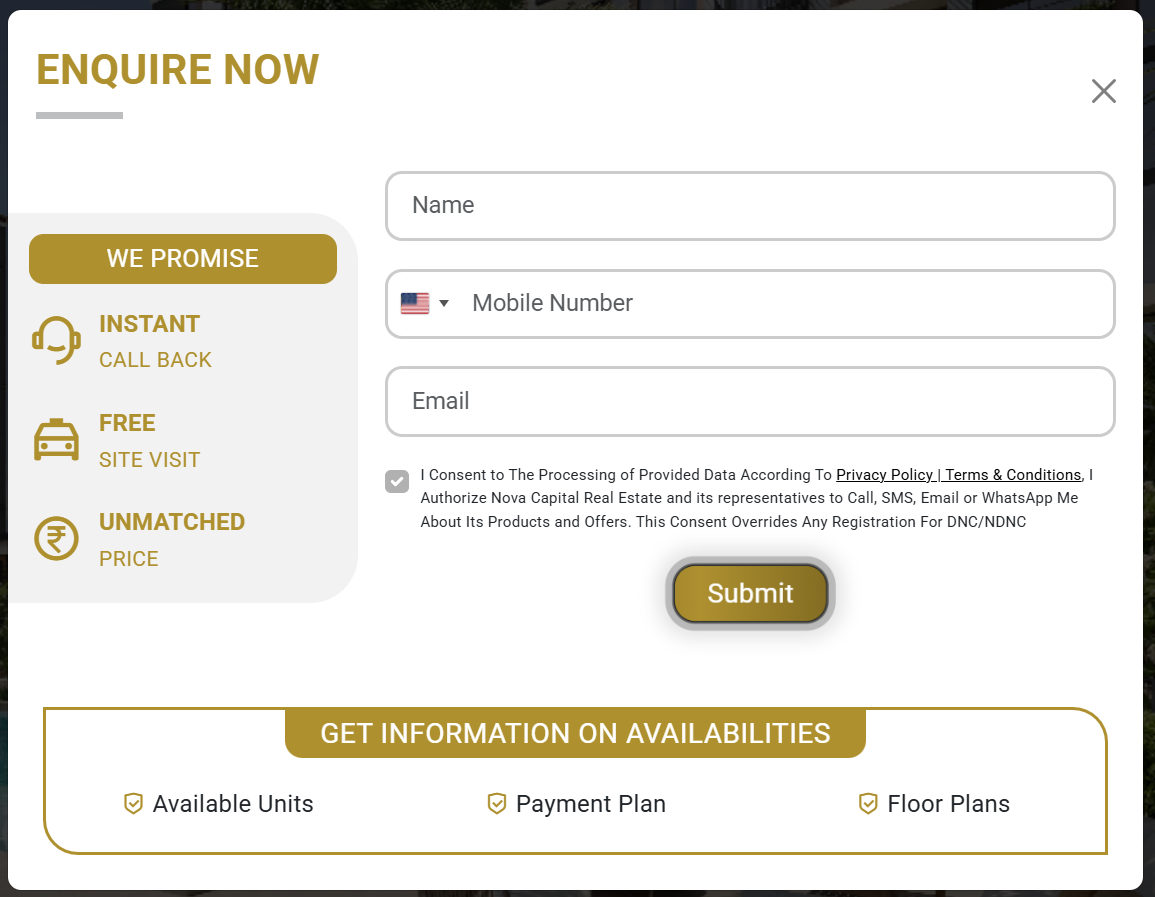 ENQUIRE NOW
WE PROMISE
INSTANT
CALL BACK
FREE
SITE VISIT
UNMATCHED
PRICE
Name
Mobile Number
Email
I Consent to The Processing of Provided Data According To Privacy Policy | Terms & Conditions, I
Authorize Nova Capital Real Estate and its representatives to Call, SMS, Email or WhatsApp Me
About Its Products and Offers. This Consent Overrides Any Registration For DNC/NDNC
Submit
GET INFORMATION ON AVAILABILITIES
Available Units
Payment Plan
Floor Plans